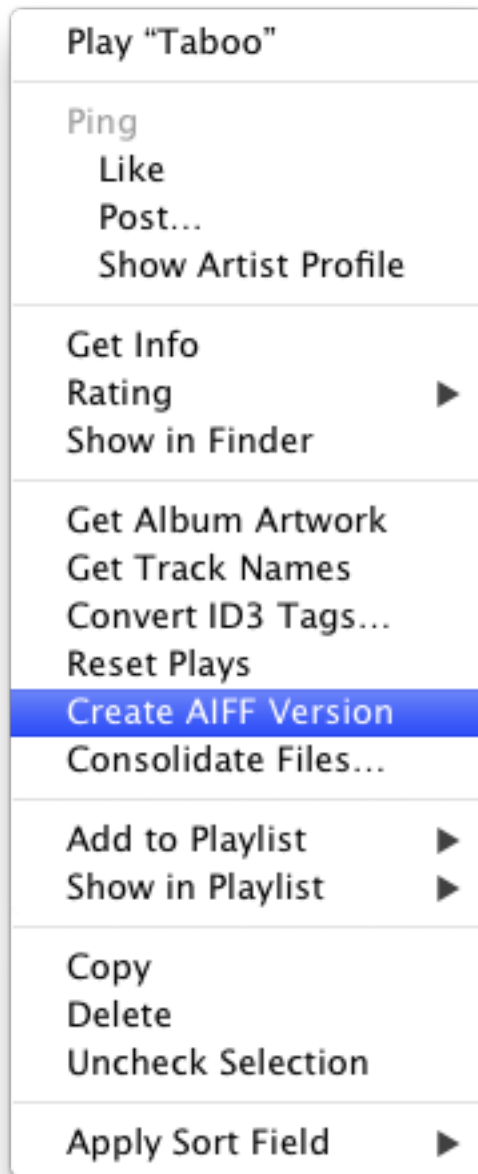 Play “Taboo”
Ping
Like
Post...
Show Artist Profile
Get Info
Rating
Show in Finder
Get Album Artwork
Get Track Names
Convert ID3 Tags...
Reset Plays
Create AIFF Version
Consolidate Files...
Add to Playlist
Show in Playlist
Copy
Delete
Uncheck Selection
Apply Sort Field